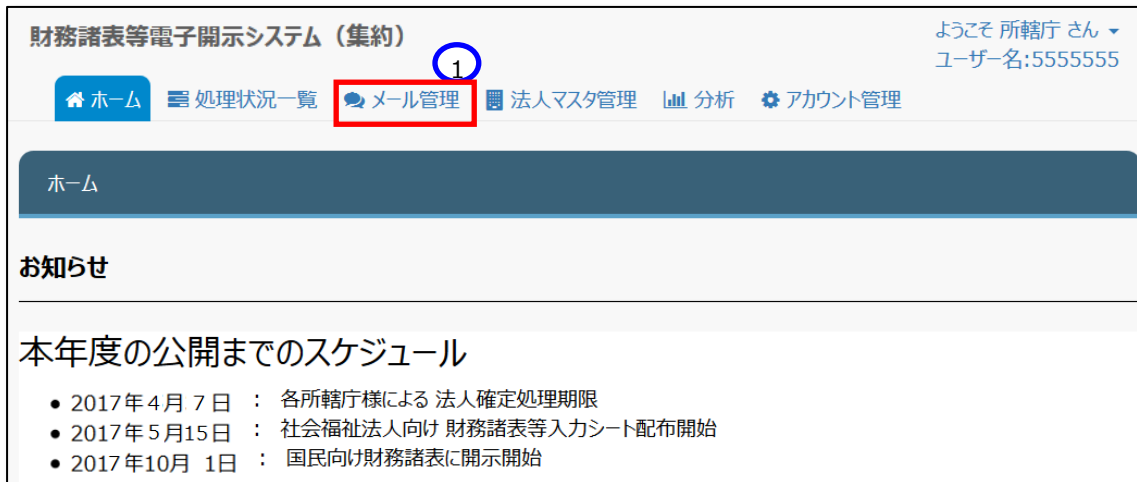 財務諸表等電子開示システム（集約）
ようこそ 所轄庁 さん
ユーザー名:5555555
1
ホーム 処理状況一覧 メール管理 法人マスタ管理 分析 アカウント管理
ホーム
お知らせ
本年度の公開までのスケジュール
• 2017年4月 7日 ： 各所轄庁様による 法人確定処理期限
• 2017年5月15日 ： 社会福祉法人向け 財務諸表等入力シート配布開始
• 2017年10月 1日 ： 国民向け財務諸表に開示開始